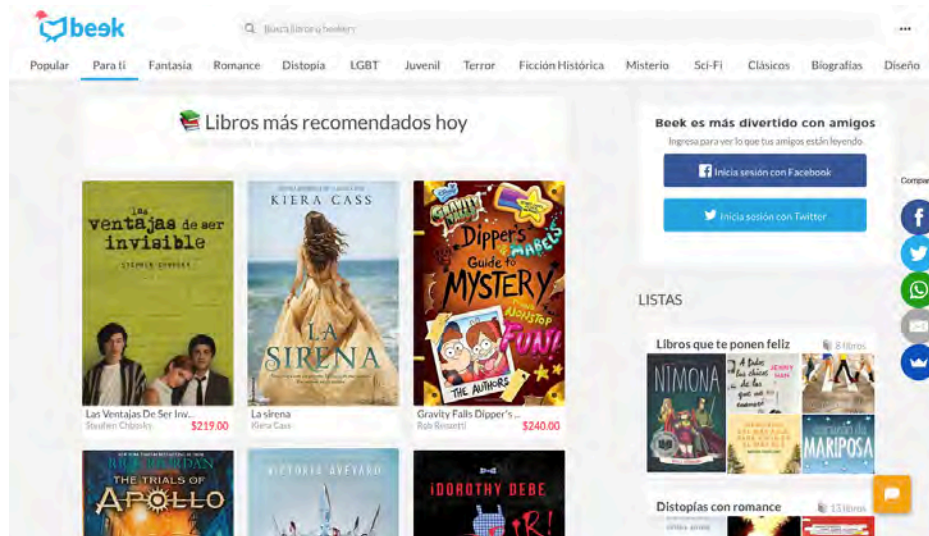 beek
Busca libros o beekers
Popular Para ti Fantasía Romance Distopía LGBT Juvenil Terror Ficción Histórica Misterio Sci-Fi Clásicos Biografías Diseño
Libros más recomendados hoy
Beek es más divertido con amigos
Ingresa para ver lo que tus amigos están leyendo.
Inicia sesión con Facebook
Inicia sesión con Twitter
Compar
las
ventajas de ser
invisible
STEPHEN CHBOSKY
KIERA CASS
LA
SIRENA
GRAVITY FALLS
Dipper's
and MABEL'S
Guide to
MYSTERY
NONSTOP
FUN!
THE AUTHORS
Las Ventajas De Ser Inv...
Stephen Chbosky $219.00
La sirena
Kiera Cass
Gravity Falls Dipper's ...
Rob Renzetti $240.00
LISTAS
Libros que te ponen feliz 8 libros
NIMONA
A todos
los chicos
de los
que me
enamoré
JENNY
HAN
MARIPOSA
Distopías con romance 13 libros
RICK RIORDAN
THE TRIALS OF
APOLLO
VICTORIA AVEYARD
¡DOROTHY DEBE
R!